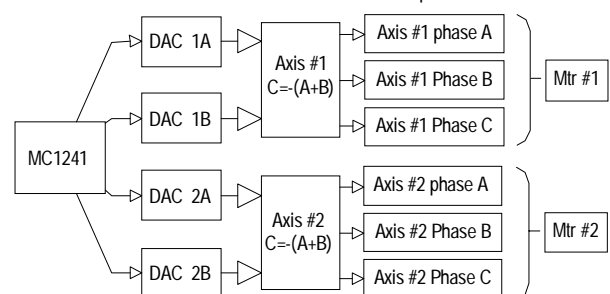 MC1241
DAC 1A
DAC 1B
DAC 2A
DAC 2B
Axis #1
C=-(A+B)
Axis #2
C=-(A+B)
Axis #1 phase A
Axis #1 Phase B
Axis #1 Phase C
Axis #2 phase A
Axis #2 Phase B
Axis #2 Phase C
Mtr #1
Mtr #2